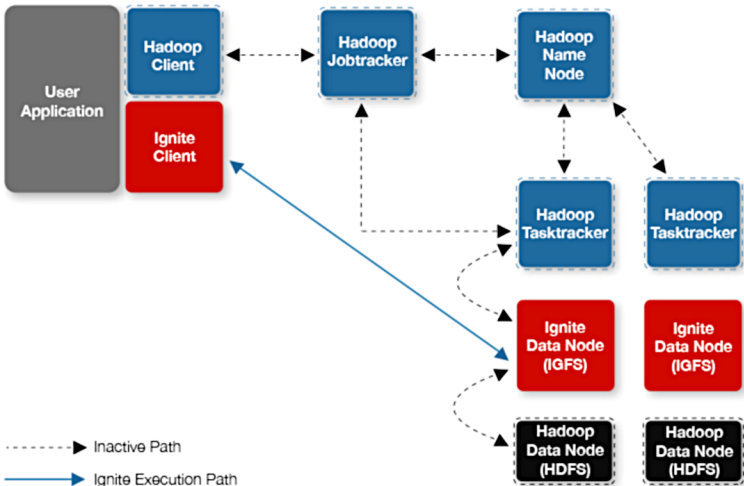 User
Application
Hadoop
Client
Ignite
Client
Hadoop
Jobtracker
Hadoop
Name
Node
Hadoop
Tasktracker
Hadoop
Tasktracker
Ignite
Data Node
(IGFS)
Ignite
Data Node
(IGFS)
Hadoop
Data Node
(HDFS)
Hadoop
Data Node
(HDFS)
Inactive Path
Ignite Execution Path